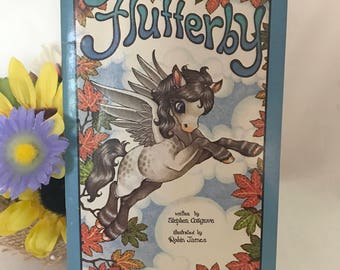 Flutterby
written by
Stephen Cosgrove
illustrated by
Robin James